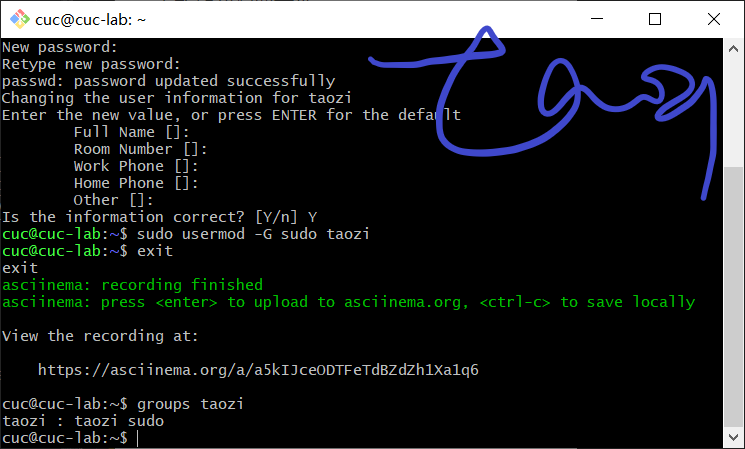 cuc@cuc-lab: ~
New password:
Retype new password:
passwd: password updated successfully
Changing the user information for taozi
Enter the new value, or press ENTER for the default
Full Name []:
Room Number []:
Work Phone []:
Home Phone []:
Other []:
Is the information correct? [Y/n] Y
cuc@cuc-lab:~$ sudo usermod -G sudo taozi
cuc@cuc-lab:~$ exit
exit
asciinema: recording finished
asciinema: press <enter> to upload to asciinema.org, <ctrl-c> to save locally
View the recording at:
https://asciinema.org/a/a5kIJceODTFeTdBZdZh1Xa1q6
cuc@cuc-lab:~$ groups taozi
taozi : taozi sudo
cuc@cuc-lab:~$